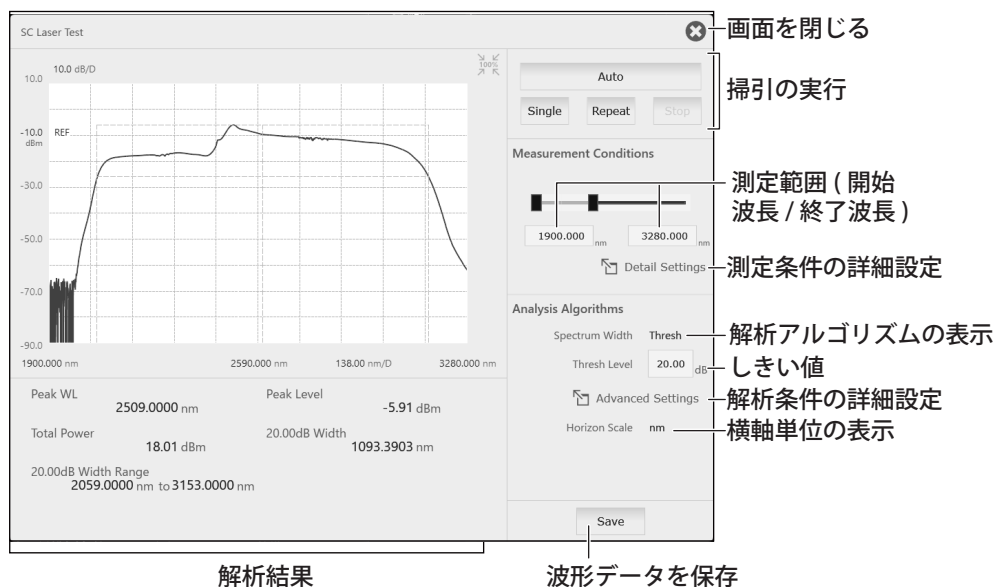 SC Laser Test
画面を閉じる
10.0 dB/D
10.0
100%
Auto
Single Repeat Stop
掃引の実行
-10.0
dBm
REF
Measurement Conditions
-30.0
測定範囲 ( 開始
波長 / 終了波長 )
1900.000 nm 3280.000 nm
-50.0
Detail Settings
測定条件の詳細設定
-70.0
Analysis Algorithms
Spectrum Width Thresh
解析アルゴリズムの表示
-90.0
1900.000 nm 2590.000 nm 138.00 nm/D 3280.000 nm
Thresh Level 20.00 dB
しきい値
Peak WL
2509.0000 nm
Peak Level
-5.91 dBm
Advanced Settings
解析条件の詳細設定
Total Power
18.01 dBm
20.00dB Width
1093.3903 nm
Horizon Scale nm
横軸単位の表示
20.00dB Width Range
2059.0000 nm to 3153.0000 nm
Save
解析結果
波形データを保存